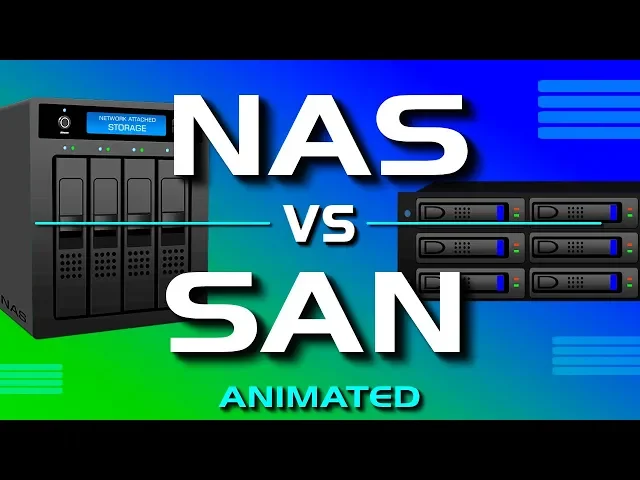 NETWORK ATTACHED
STORAGE
NAS
VS
SAN
NAS
ANIMATED